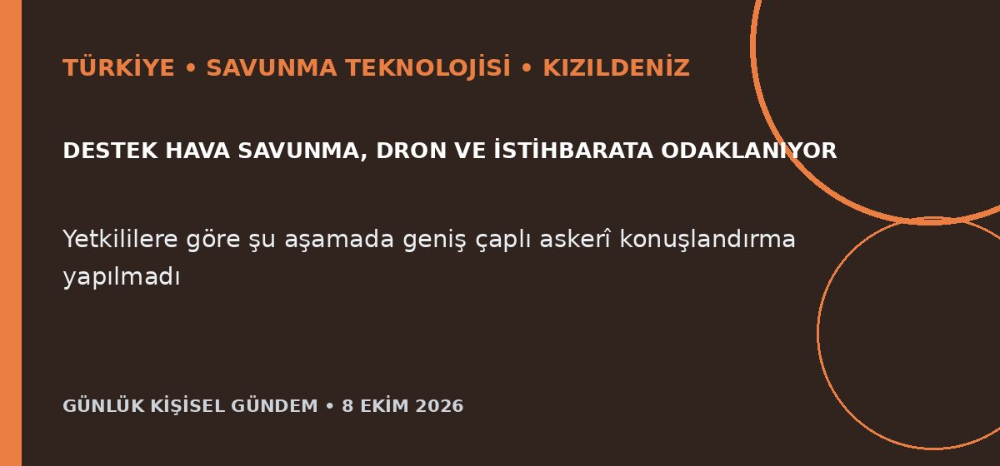 TÜRKİYE • SAVUNMA TEKNOLOJİSİ • KIZILDENİZ
DESTEK HAVA SAVUNMA, DRON VE İSTİHBARATA ODAKLANIYOR
Yetkililere göre şu aşamada geniş çaplı askerî konuşlandırma
yapılmadı
GÜNLÜK KİŞİSEL GÜNDEM • 8 EKİM 2026